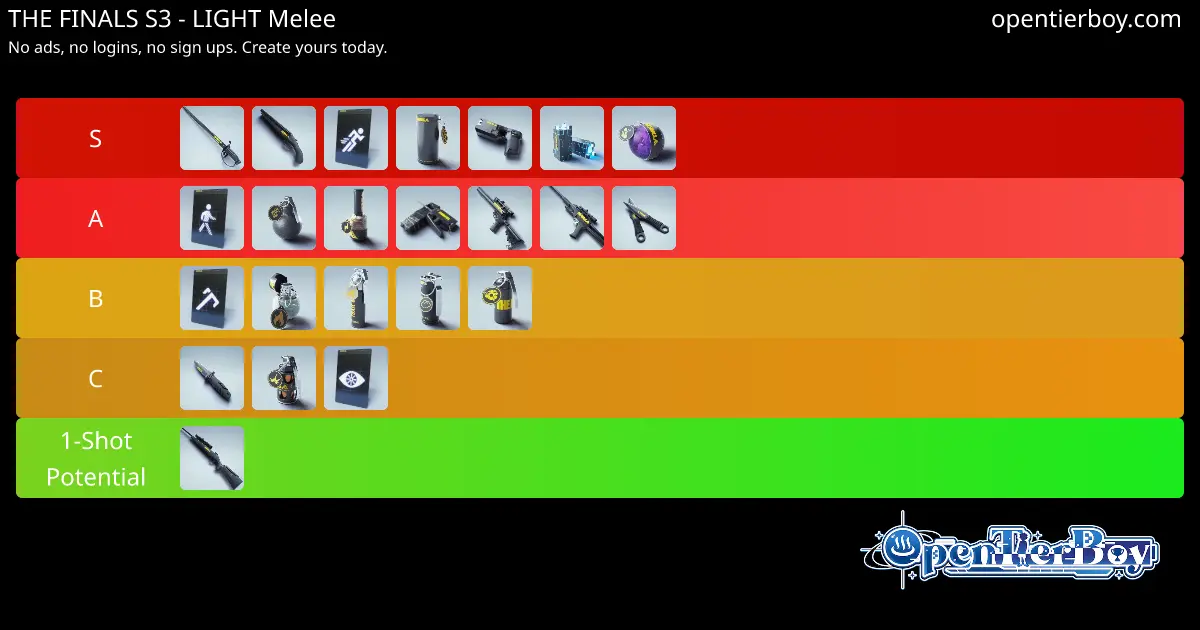 THE FINALS S3 - LIGHT Melee
opentierboy.com
No ads, no logins, no sign ups. Create yours today.
S
A
B
C
1-Shot
Potential
OpenTierBoy